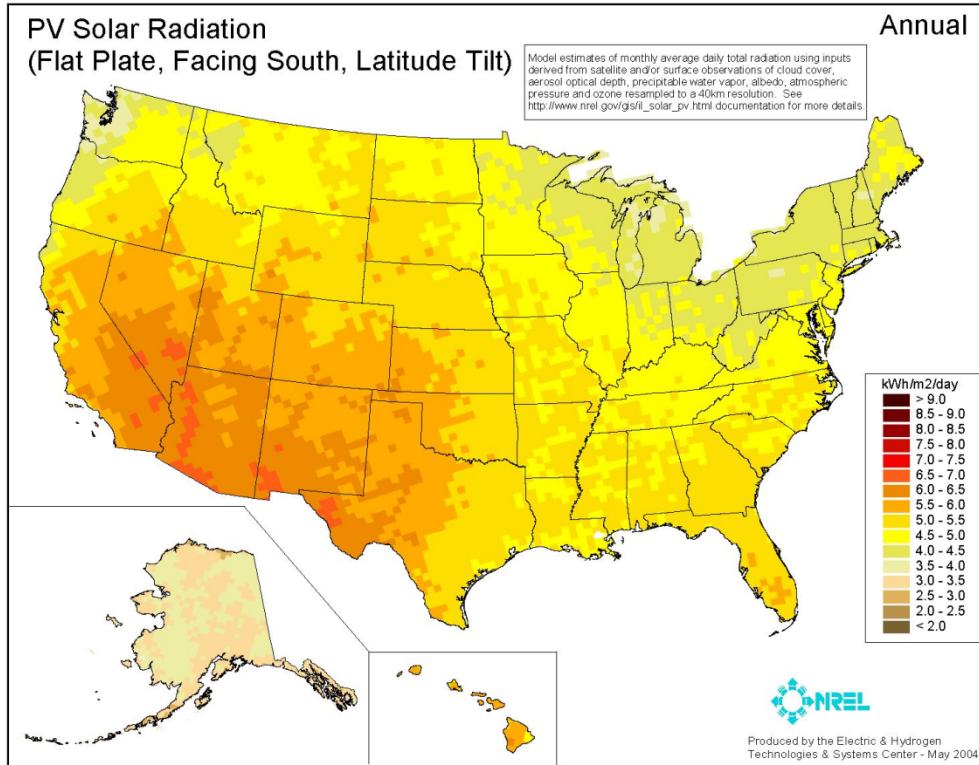 PV Solar Radiation
(Flat Plate, Facing South, Latitude Tilt)
Annual
Model estimates of monthly average daily total radiation using inputs
derived from satellite and/or surface observations of cloud cover,
aerosol optical depth, precipitable water vapor, albedo, atmospheric
pressure and ozone resampled to a 40km resolution. See
http://www.nrel.gov/gis/il_solar_pv.html documentation for more details.
kWh/m2/day
> 9.0
8.5 - 9.0
8.0 - 8.5
7.5 - 8.0
7.0 - 7.5
6.5 - 7.0
6.0 - 6.5
5.5 - 6.0
5.0 - 5.5
4.5 - 5.0
4.0 - 4.5
3.5 - 4.0
3.0 - 3.5
2.5 - 3.0
2.0 - 2.5
< 2.0
NREL
Produced by the Electric & Hydrogen
Technologies & Systems Center - May 2004